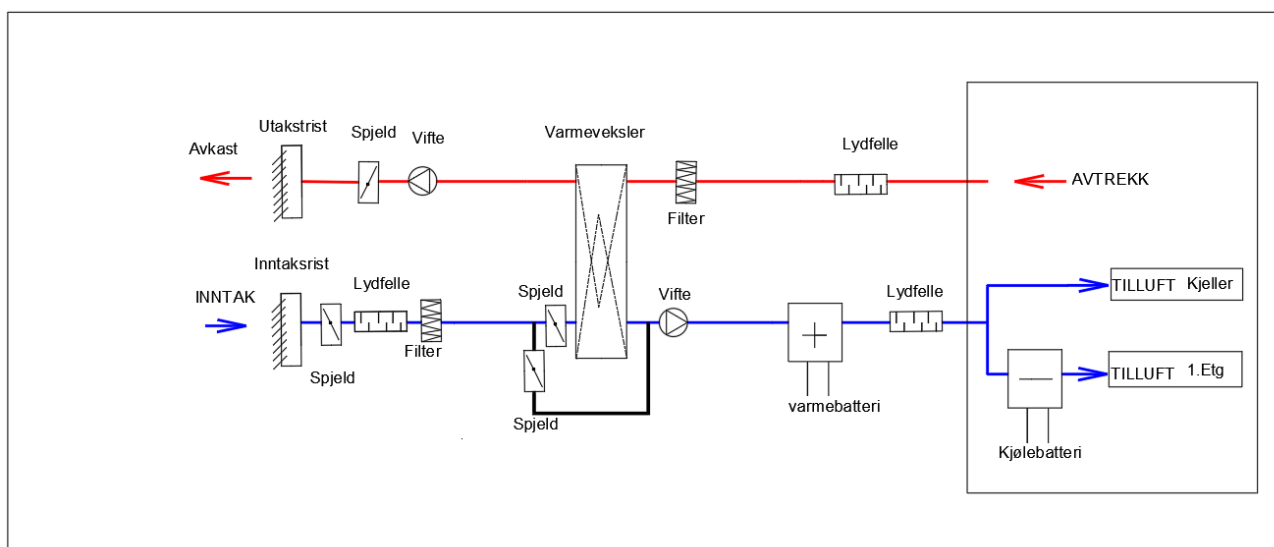 Utakstrist
Spjeld
Vifte
Varmeveksler
Lydfelle
Avkast
AVTREKK
Filter
Inntaksrist
INNTAK
Lydfelle
Spjeld
Vifte
Lydfelle
TILLUFT Kjeller
Filter
Spjeld
TILLUFT 1.Etg
varmebatteri
Spjeld
Kjølebatteri